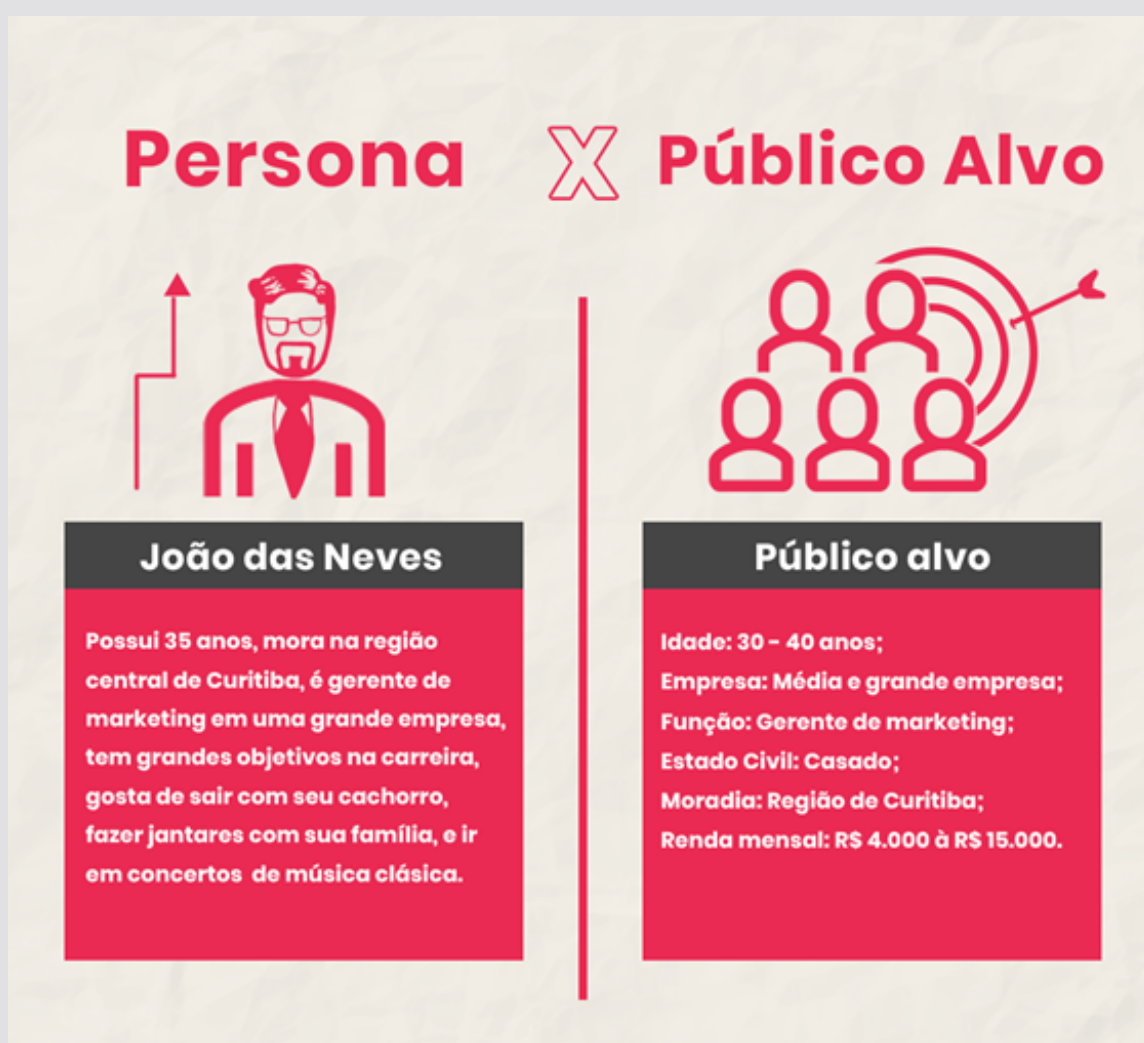 Persona X Público Alvo
João das Neves
Possui 35 anos, mora na região
central de Curitiba, é gerente de
marketing em uma grande empresa,
tem grandes objetivos na carreira,
gosta de sair com seu cachorro,
fazer jantares com sua família, e ir
em concertos de música clásica.
Público alvo
Idade: 30 - 40 anos;
Empresa: Média e grande empresa;
Função: Gerente de marketing;
Estado Civil: Casado;
Moradia: Região de Curitiba;
Renda mensal: R$ 4.000 à R$ 15.000.